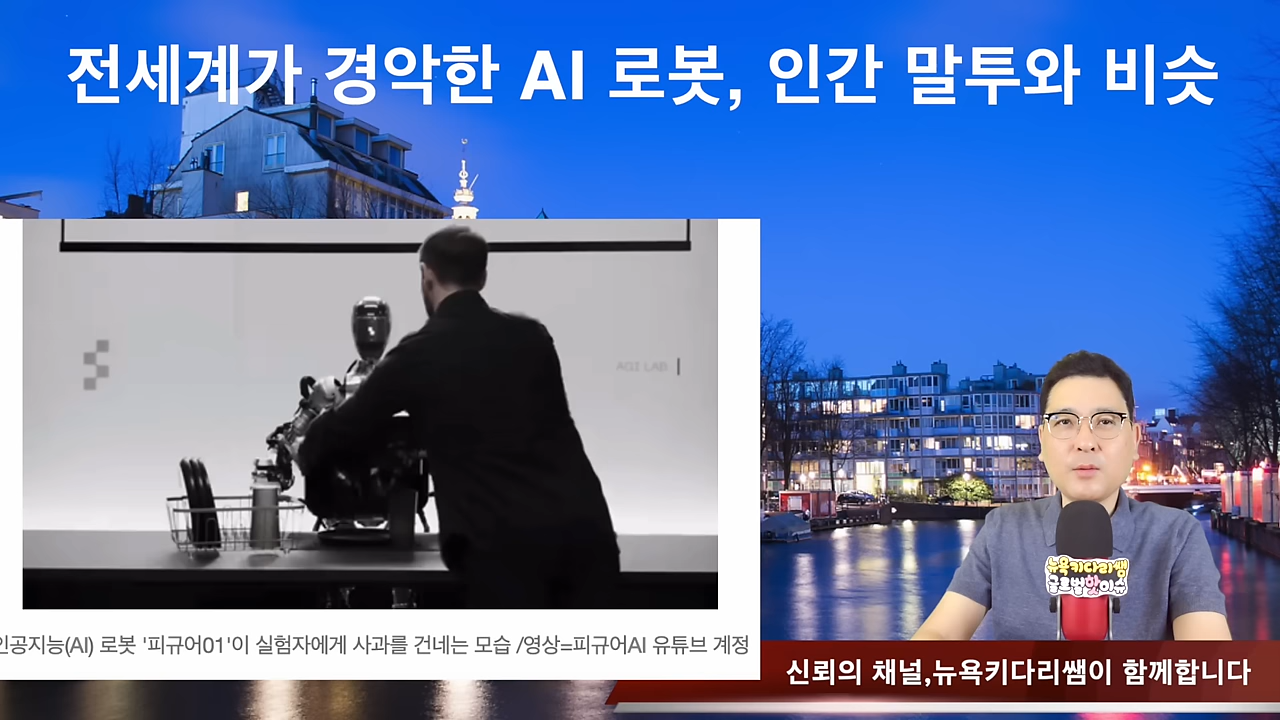 전세계가 경악한 AI 로봇, 인간 말투와 비슷
AGI LAB
인공지능(AI) 로봇 '피규어01'이 실험자에게 사과를 건네는 모습 /영상=피규어AI 유튜브 계정
뉴욕키다리쌤
글로벌핫이슈
신뢰의 채널,뉴욕키다리쌤이 함께합니다